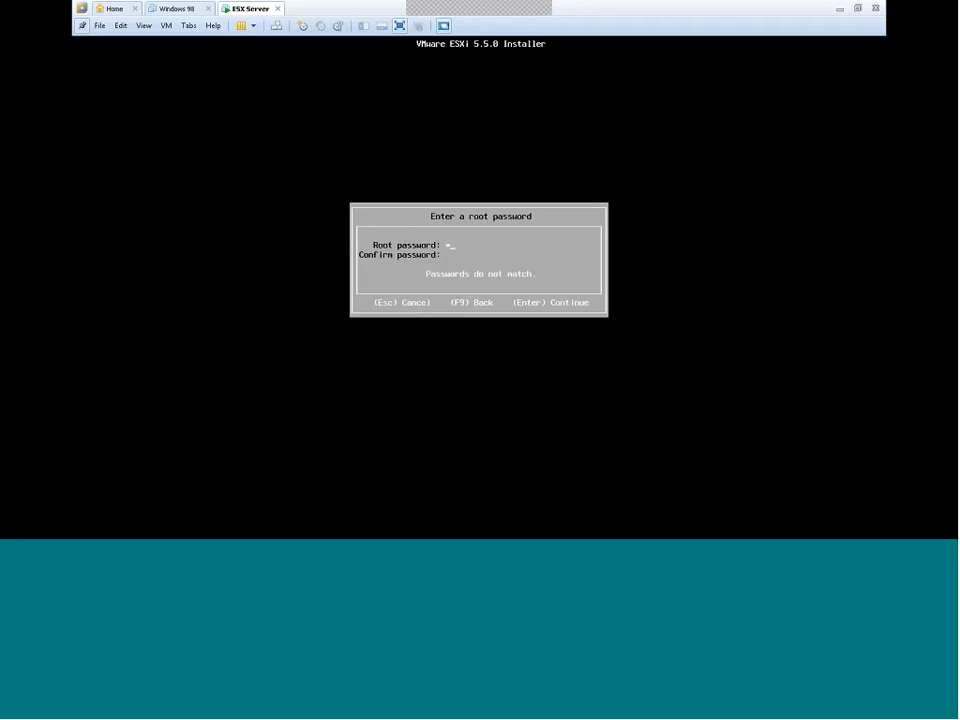 Home Windows 98 ESX Server
File Edit View VM Tabs Help
VMware ESXi 5.5.0 Installer
Enter a root password
Root password: *_
Confirm password:
Passwords do not match.
(Esc) Cancel (F9) Back (Enter) Continue